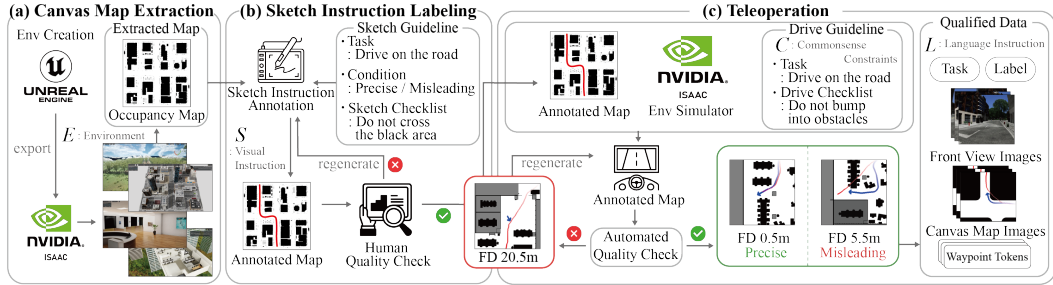 (a) Canvas Map Extraction
Env Creation
UNREAL
ENGINE
Extracted Map
Occupancy Map
E : Environment
export
NVIDIA.
ISAAC
(b) Sketch Instruction Labeling
Sketch Instruction
Annotation
Sketch Guideline
· Task
: Drive on the road
· Condition
: Precise / Misleading
· Sketch Checklist
: Do not cross
the black area
S
: Visual
Instruction
regenerate
Annotated Map
Human
Quality Check
FD 20.5m
(c) Teleoperation
Annotated Map
NVIDIA
ISAAC
Env Simulator
Drive Guideline
C : Commonsense
Constraints
· Task
: Drive on the road
· Drive Checklist
: Do not bump
into obstacles
regenerate
Annotated Map
Automated
Quality Check
FD 0.5m
Precise
FD 5.5m
Misleading
Qualified Data
L : Language Instruction
Task
Label
Front View Images
Canvas Map Images
Waypoint Tokens